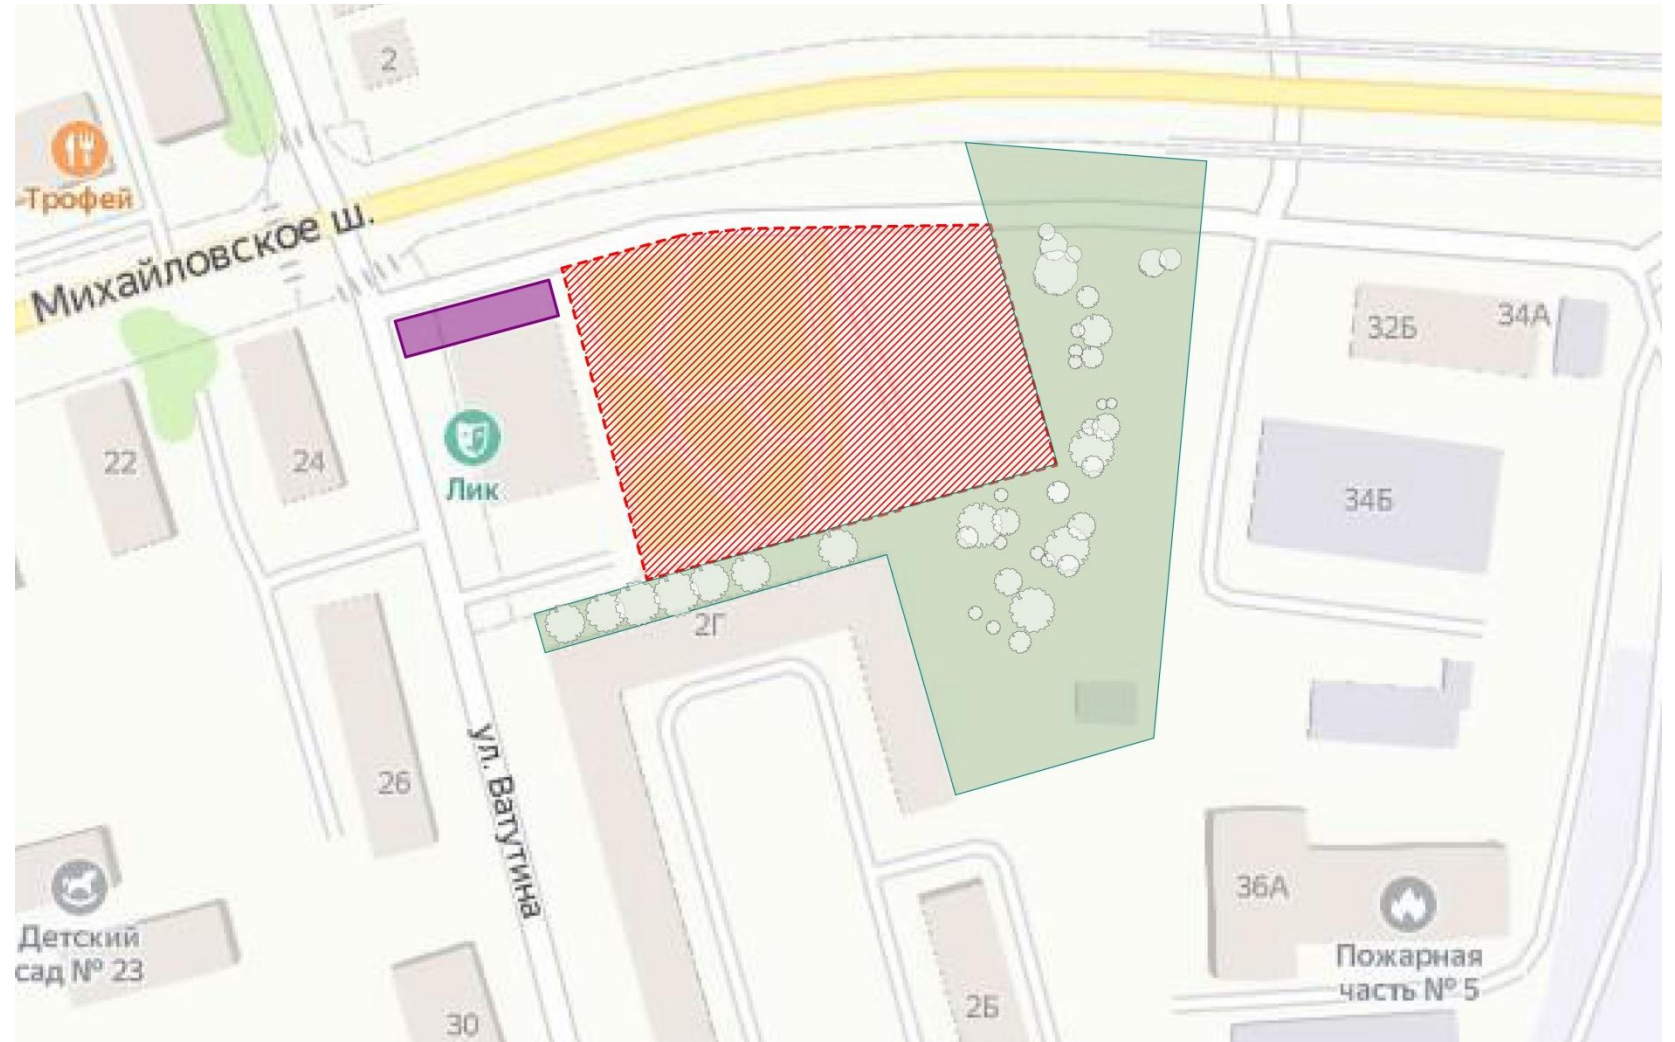 2
Трофей
Михайловское ш.
32Б
34А
22
24
Лик
34Б
2Г
26
ул. Ватутина
Детский
сад № 23
36А
Пожарная
часть № 5
30
2Б